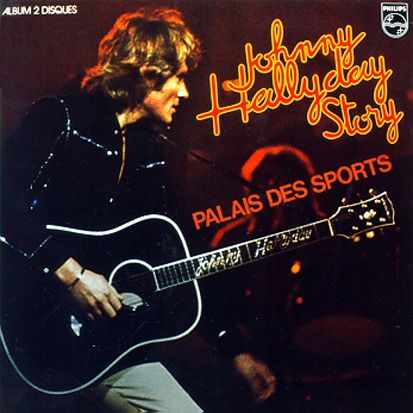 ALBUM 2 DISQUES
PHILIPS
Johnny
Hallyday
Story
PALAIS DES SPORTS
Johnny Hallyday